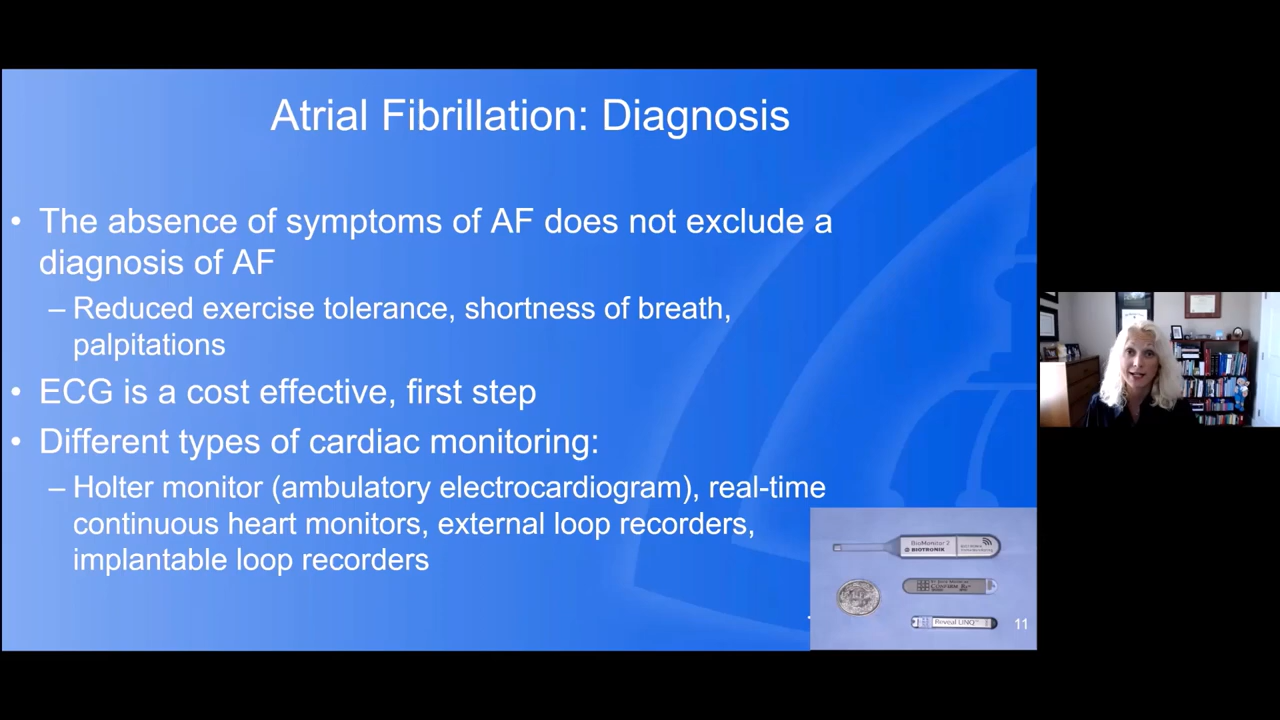 Atrial Fibrillation: Diagnosis
• The absence of symptoms of AF does not exclude a
diagnosis of AF
– Reduced exercise tolerance, shortness of breath,
palpitations
• ECG is a cost effective, first step
• Different types of cardiac monitoring:
– Holter monitor (ambulatory electrocardiogram), real-time
continuous heart monitors, external loop recorders,
implantable loop recorders
BioMonitor 2
BIOTRONIK
Reveal LINQ™
11